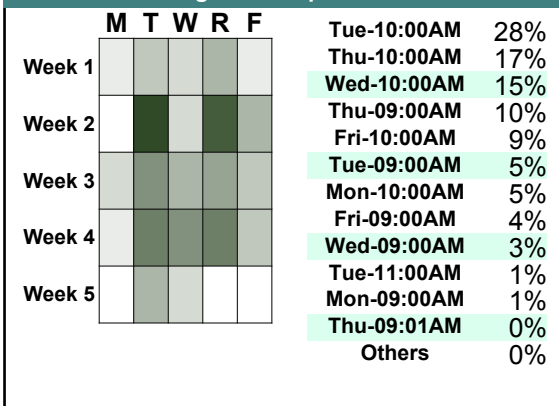 M T W R F
Week 1
Week 2
Week 3
Week 4
Week 5
Tue-10:00AM 28%
Thu-10:00AM 17%
Wed-10:00AM 15%
Thu-09:00AM 10%
Fri-10:00AM 9%
Tue-09:00AM 5%
Mon-10:00AM 5%
Fri-09:00AM 4%
Wed-09:00AM 3%
Tue-11:00AM 1%
Mon-09:00AM 1%
Thu-09:01AM 0%
Others 0%